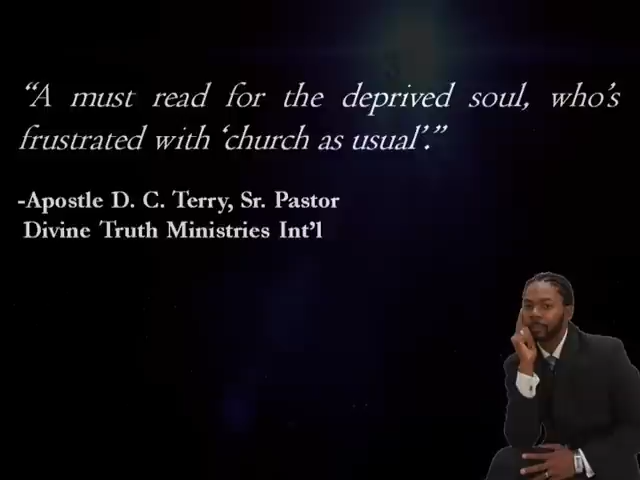 “A must read for the deprived soul, who’s
frustrated with ‘church as usual’.”
-Apostle D. C. Terry, Sr. Pastor
Divine Truth Ministries Int’l